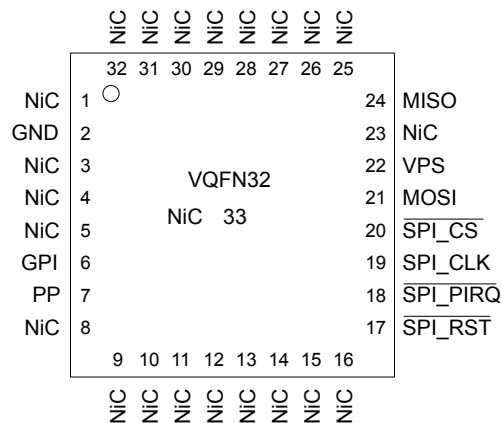 NiC NiC NiC NiC NiC NiC NiC NiC
32 31 30 29 28 27 26 25
NiC 1 24 MISO
GND 2 23 NiC
NiC 3 22 VPS
NiC 4 21 MOSI
VQFN32
NiC 33
NiC 5 20 SPI_CS
GPI 6 19 SPI_CLK
PP 7 18 SPI_PIRQ
NiC 8 17 SPI_RST
9 10 11 12 13 14 15 16
NiC NiC NiC NiC NiC NiC NiC NiC